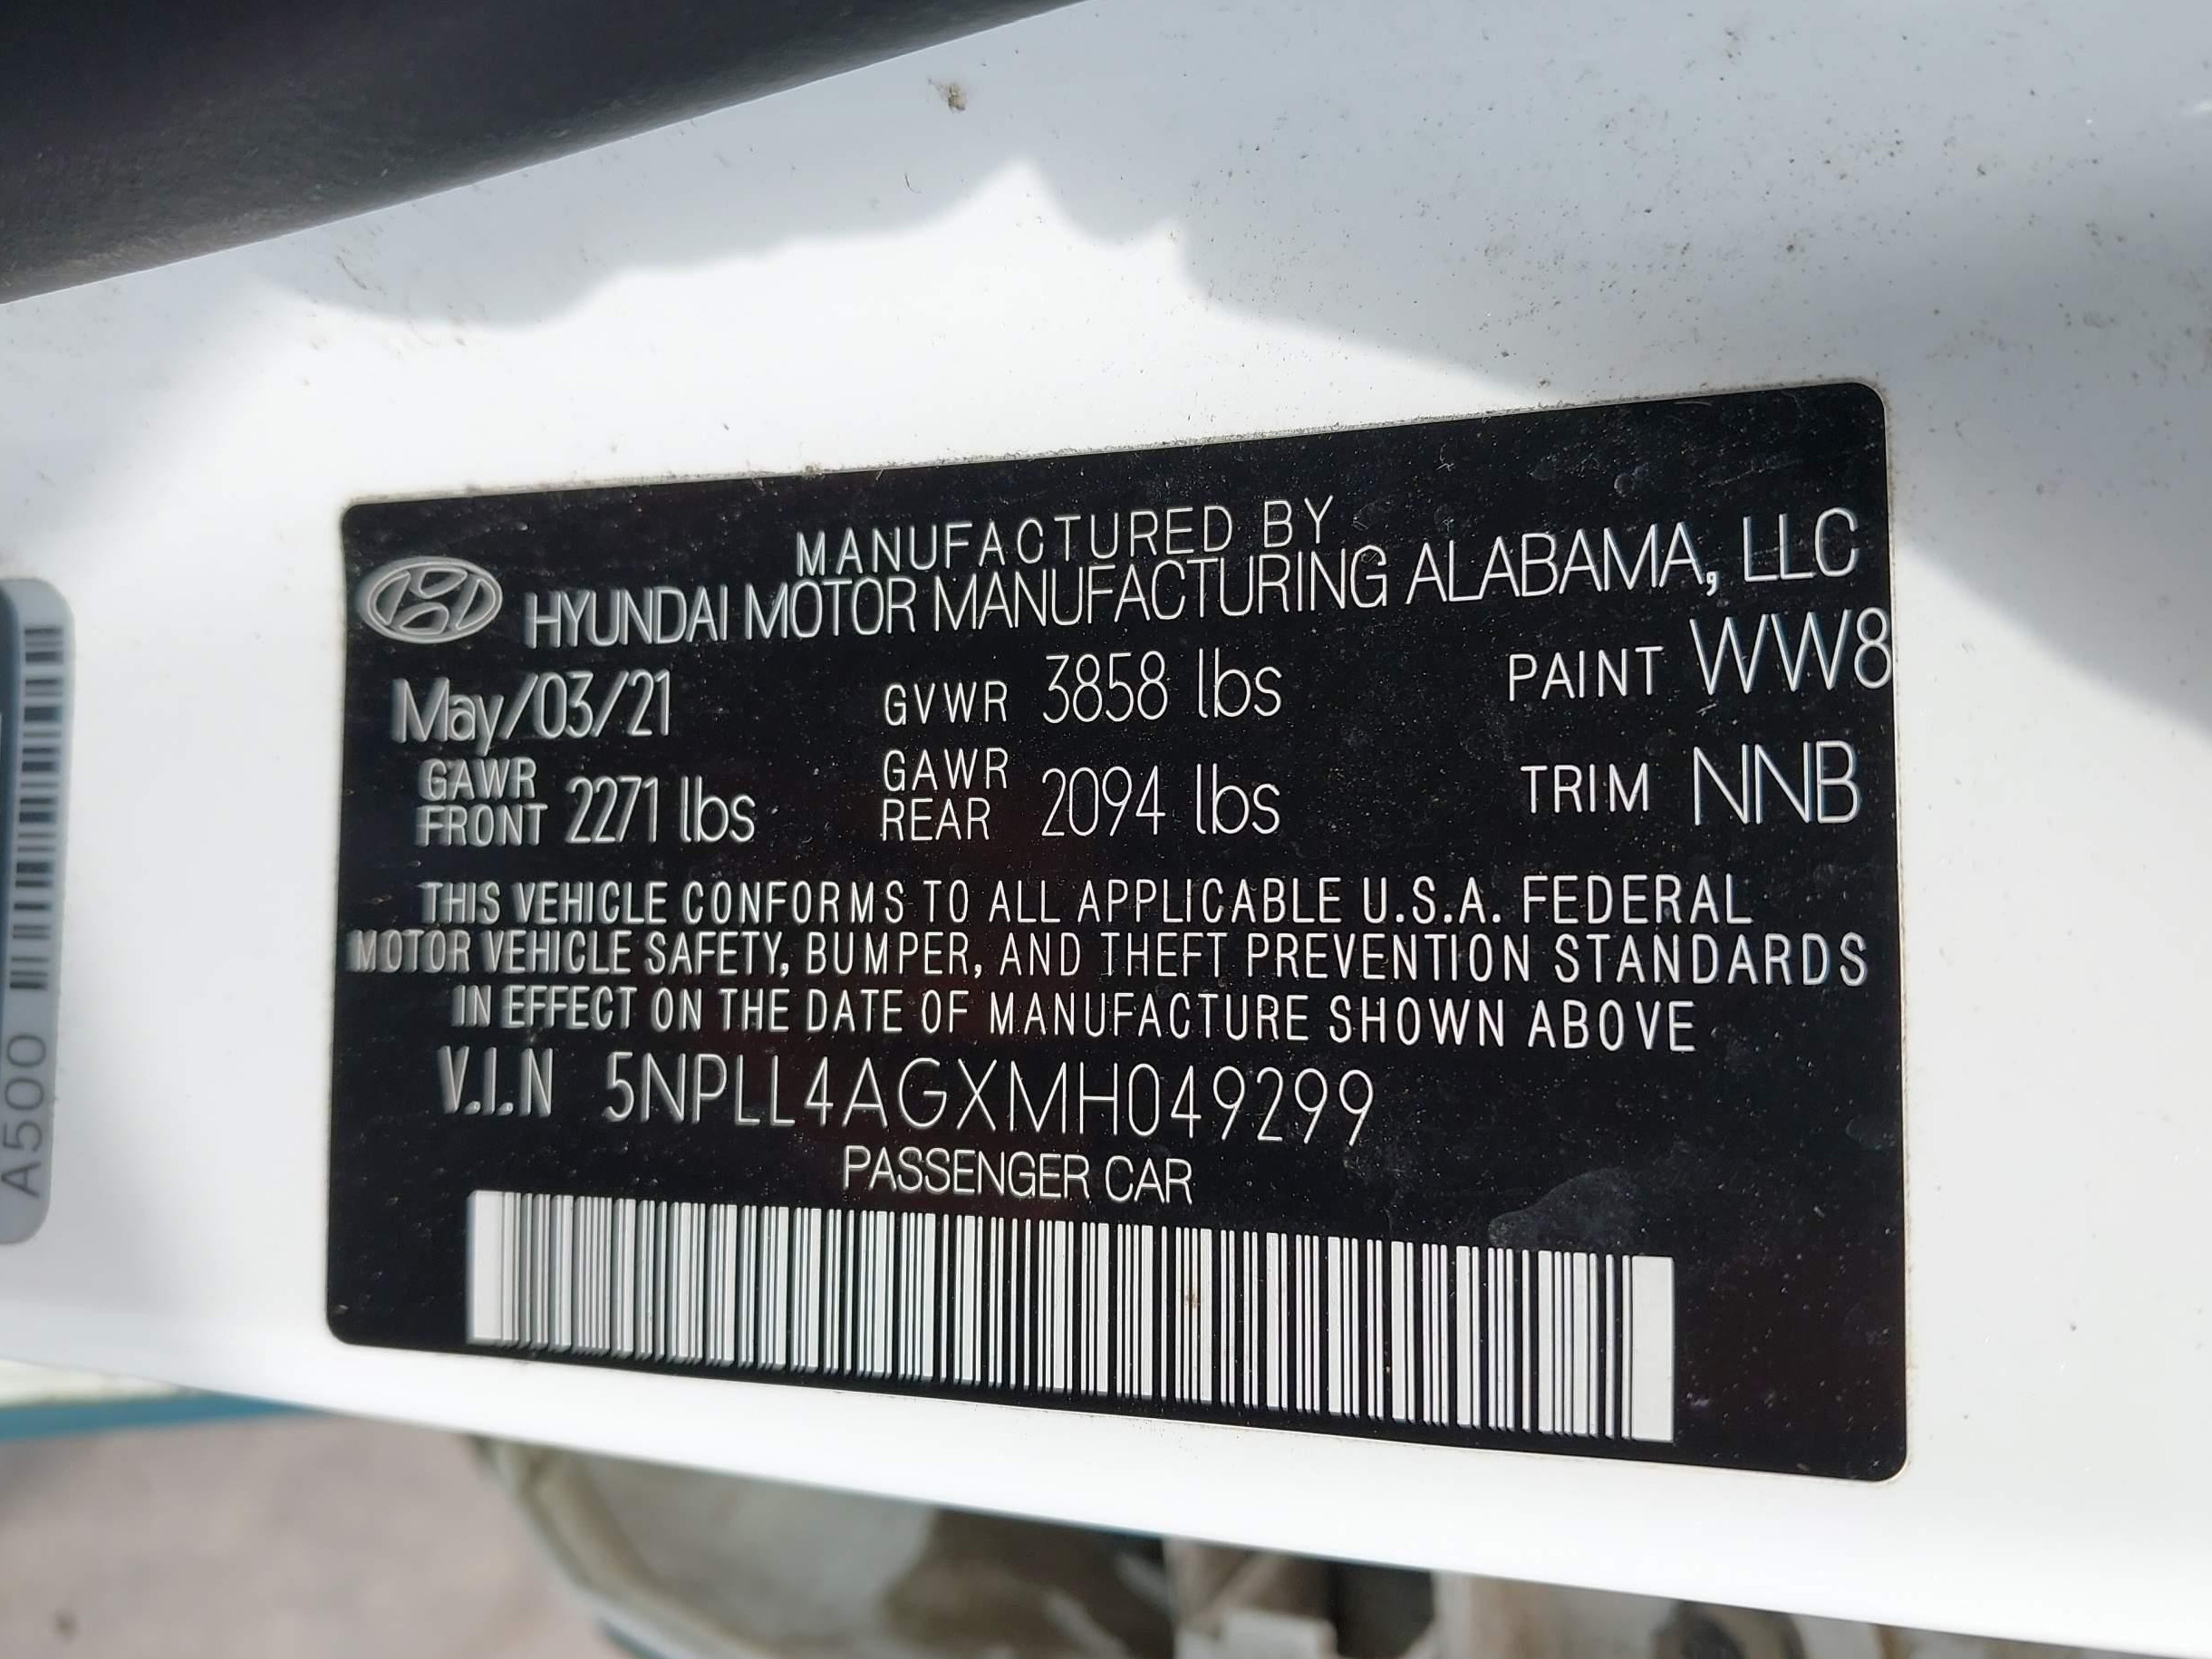 MANUFACTURED BY
HYUNDAI MOTOR MANUFACTURING ALABAMA, LLC
May/03/21 GVWR 3858 lbs PAINT WW8
GAWR FRONT 2271 lbs GAWR REAR 2094 lbs TRIM NNB
THIS VEHICLE CONFORMS TO ALL APPLICABLE U.S.A. FEDERAL
MOTOR VEHICLE SAFETY, BUMPER, AND THEFT PREVENTION STANDARDS
IN EFFECT ON THE DATE OF MANUFACTURE SHOWN ABOVE
V.I.N 5NPLL4AGXMH049299
PASSENGER CAR
A500